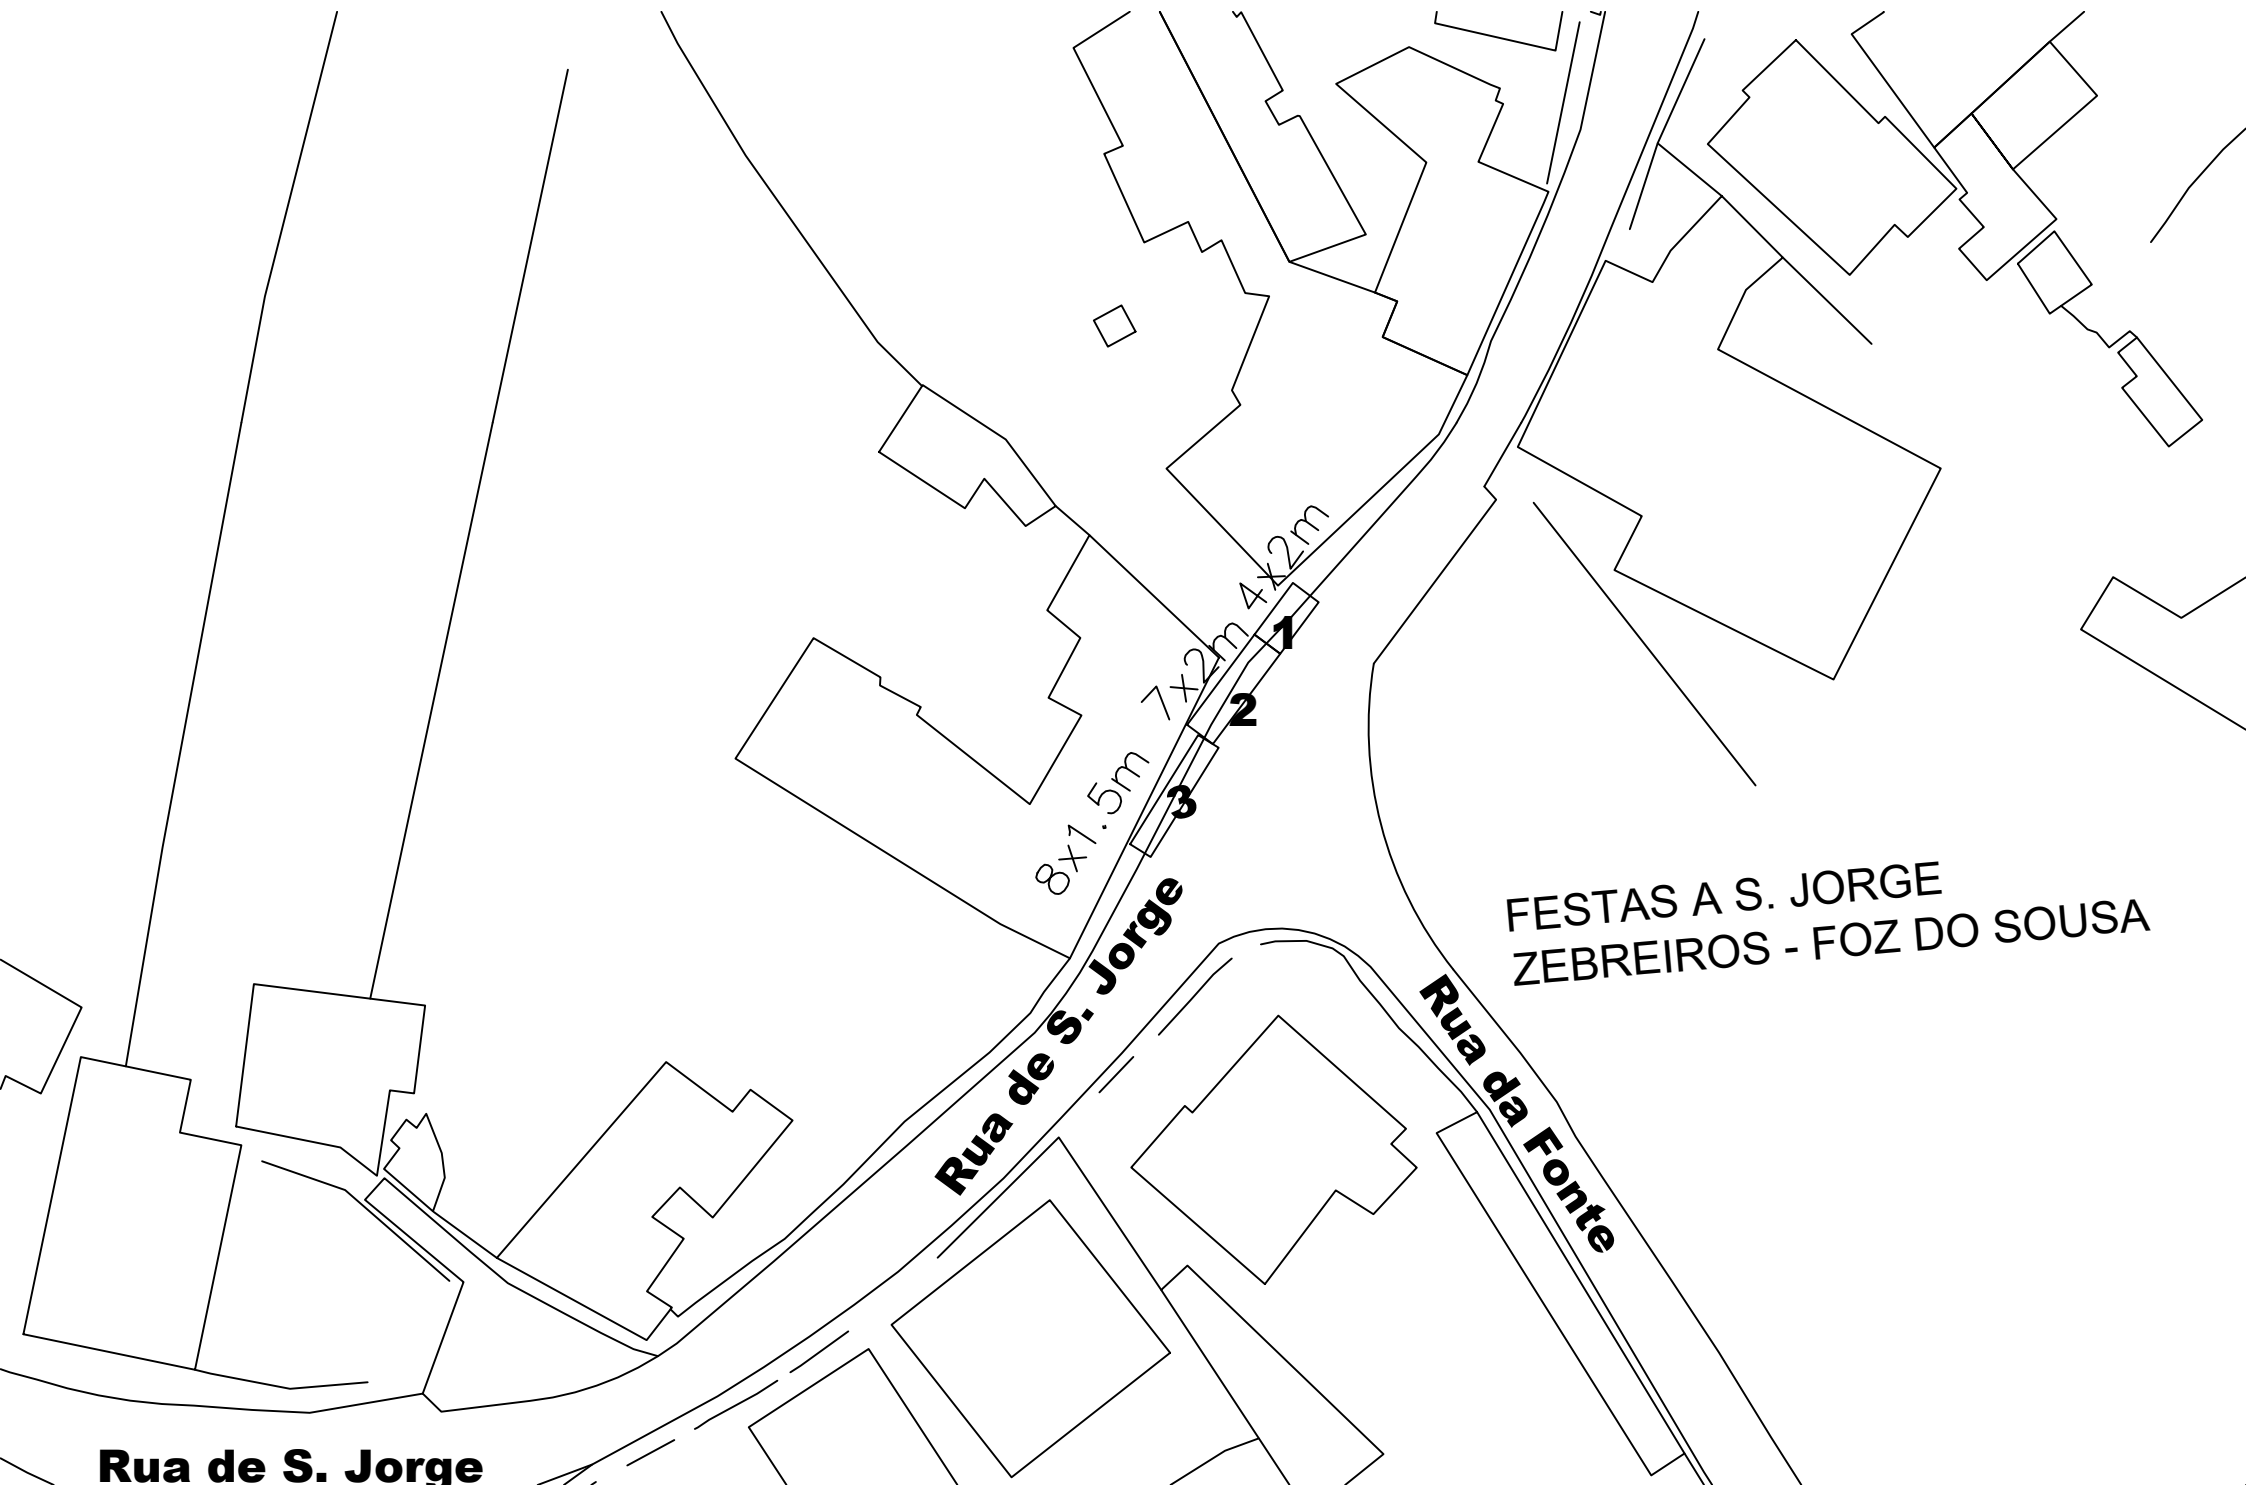 4x2m
1
7x2m
2
8x1.5m
3
FESTAS A S. JORGE
ZEBREIROS - FOZ DO SOUSA
Rua de S. Jorge
Rua da Fonte
Rua de S. Jorge